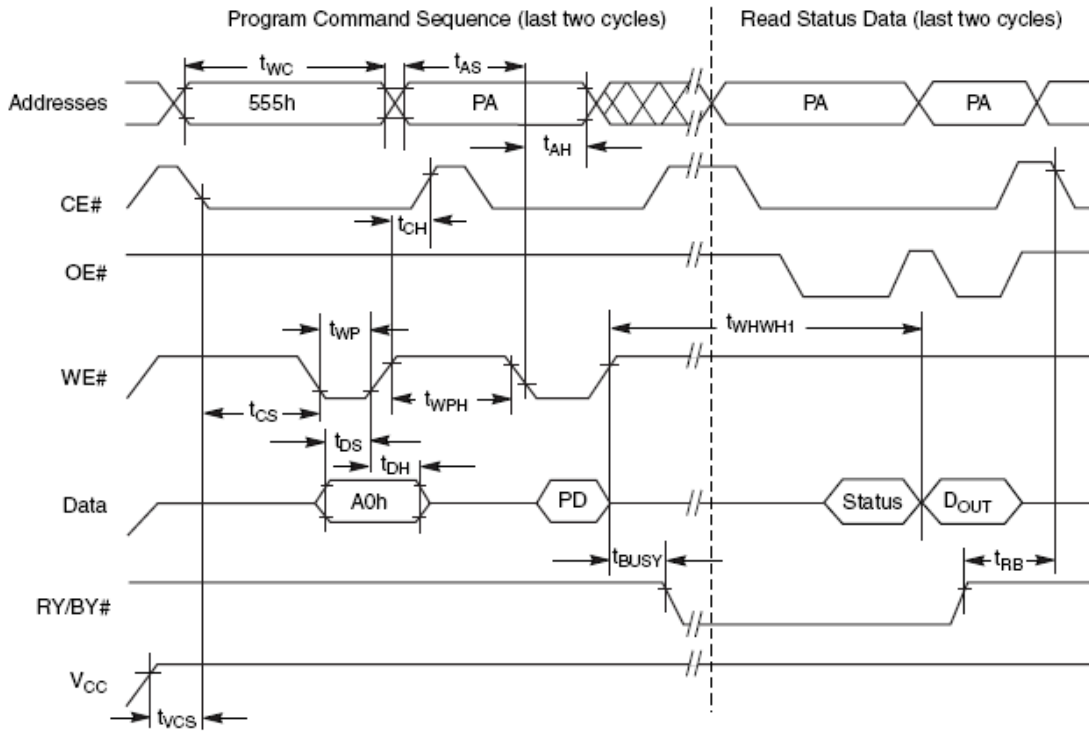 Program Command Sequence (last two cycles)
Read Status Data (last two cycles)
tWC
tAS
Addresses
555h
PA
PA
PA
tAH
CE#
tCH
OE#
tWP
tWHWH1
WE#
tCS
tWPH
tDS
tDH
Data
A0h
PD
Status
DOUT
tBUSY
tRB
RY/BY#
VCC
tVCS